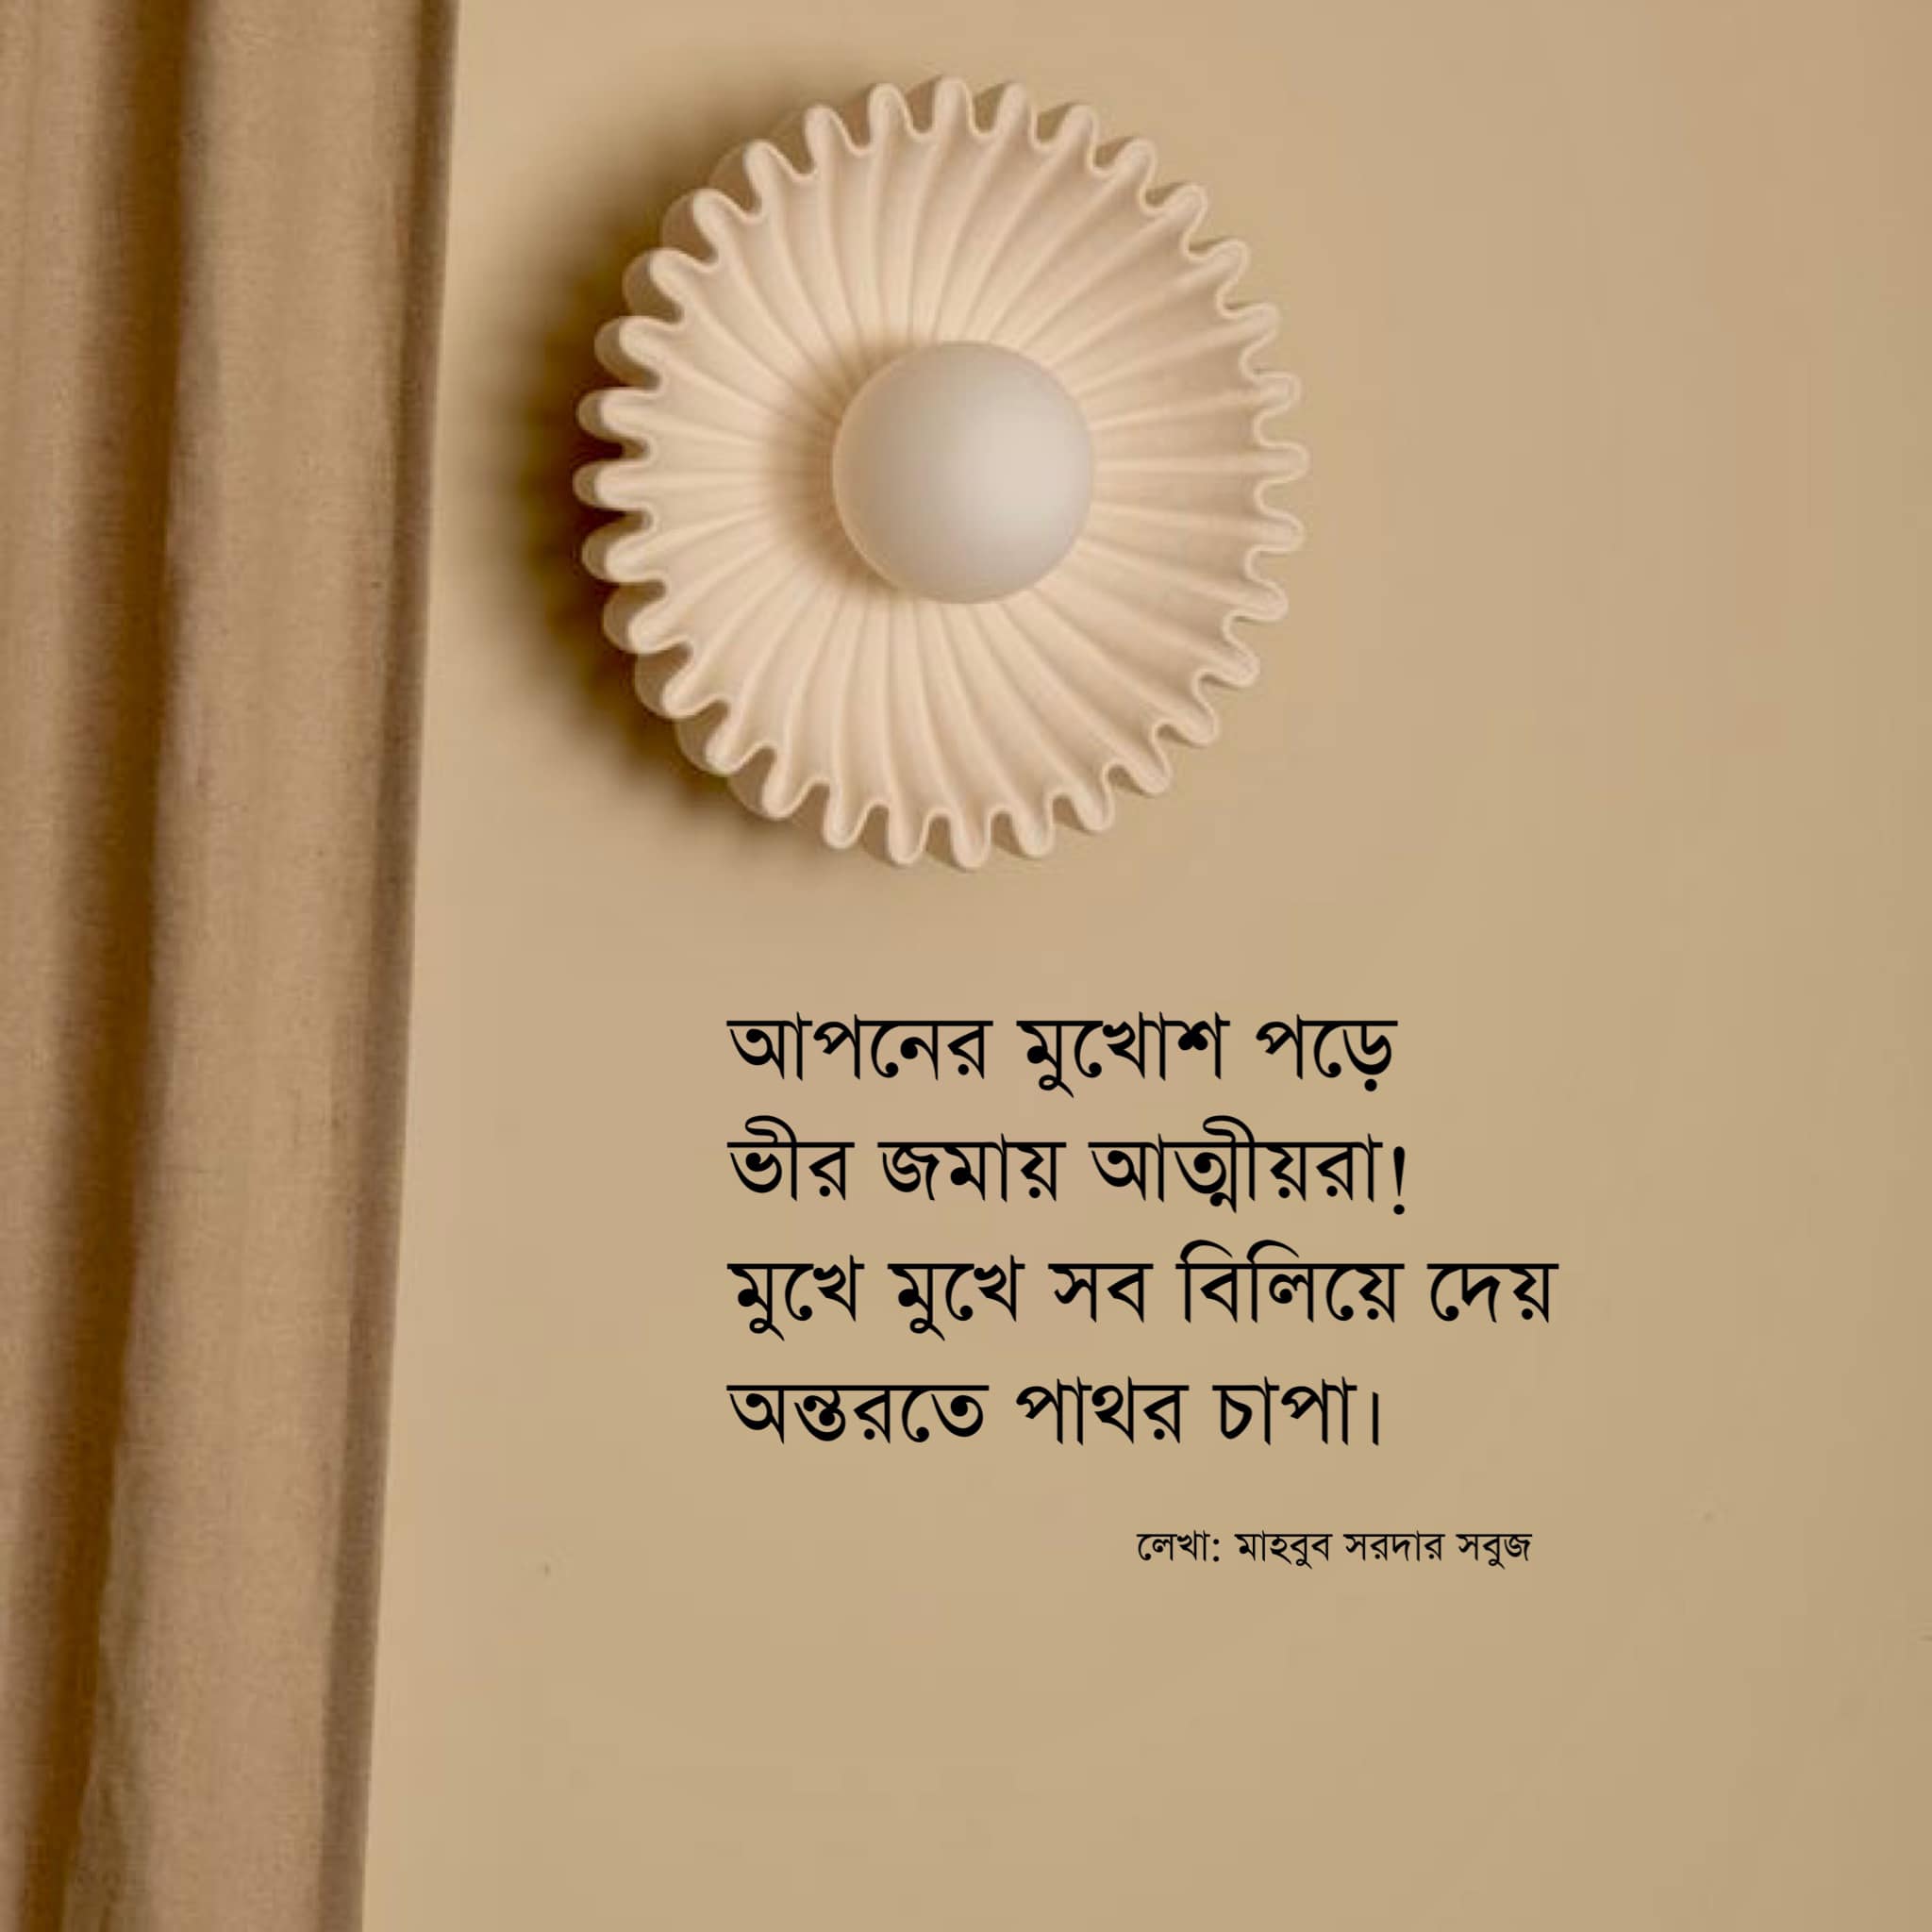 আপনের মুখোশ পড়ে
ভীর জমায় আত্মীয়রা!
মুখে মুখে সব বিলিয়ে দেয়
অন্তরতে পাথর চাপা।
লেখা: মাহবুব সরদার সবুজ